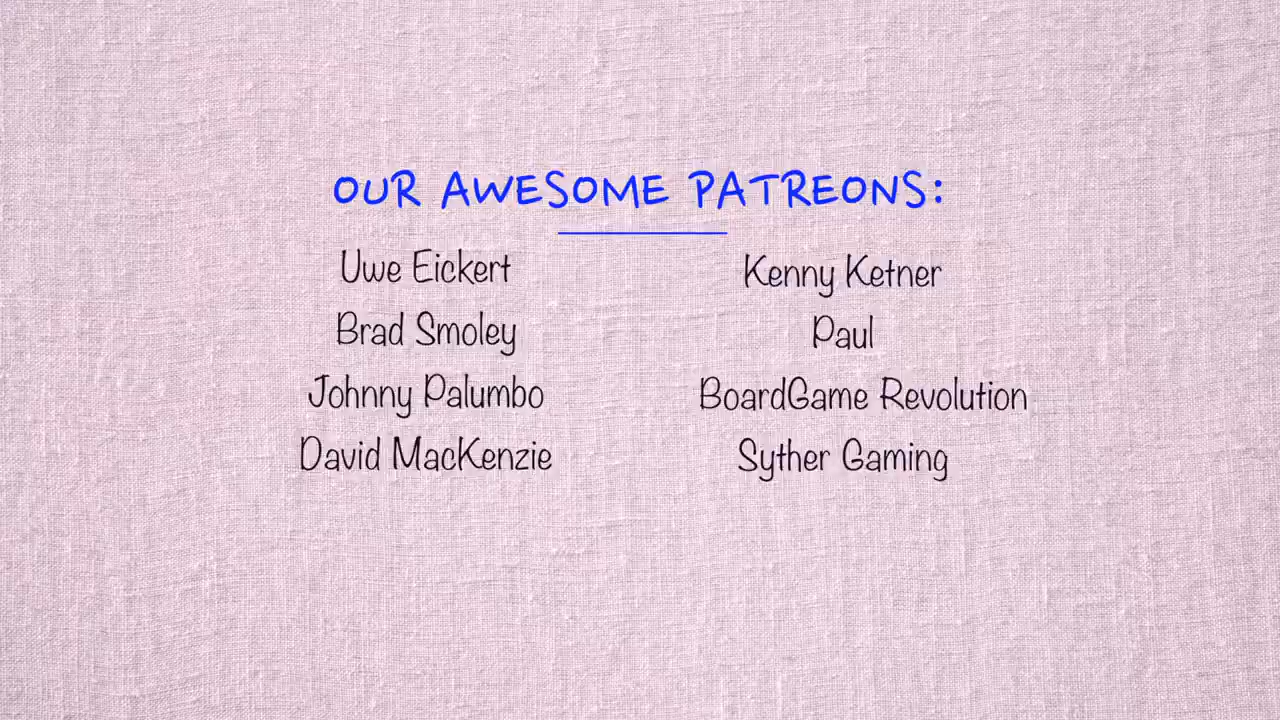 OUR AWESOME PATREONS:
Uwe Eickert
Brad Smoley
Johnny Palumbo
David MacKenzie
Kenny Ketner
Paul
BoardGame Revolution
Syther Gaming